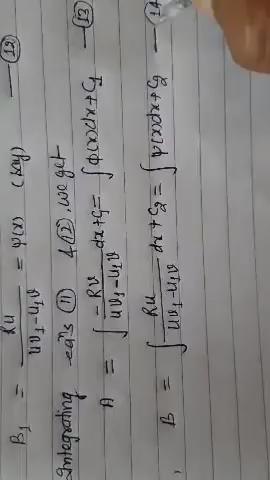 B₁ = Ru / (uv₁ - u₁v) = ψ(x) (say) — (12)
Integrating eqns (11) & (12), we get
A = ∫ -Rv / (uv₁ - u₁v) dx + C₁ = ∫ φ(x) dx + C₁ — (13)
B = ∫ Ru / (uv₁ - u₁v) dx + C₂ = ∫ ψ(x) dx + C₂ — (14)